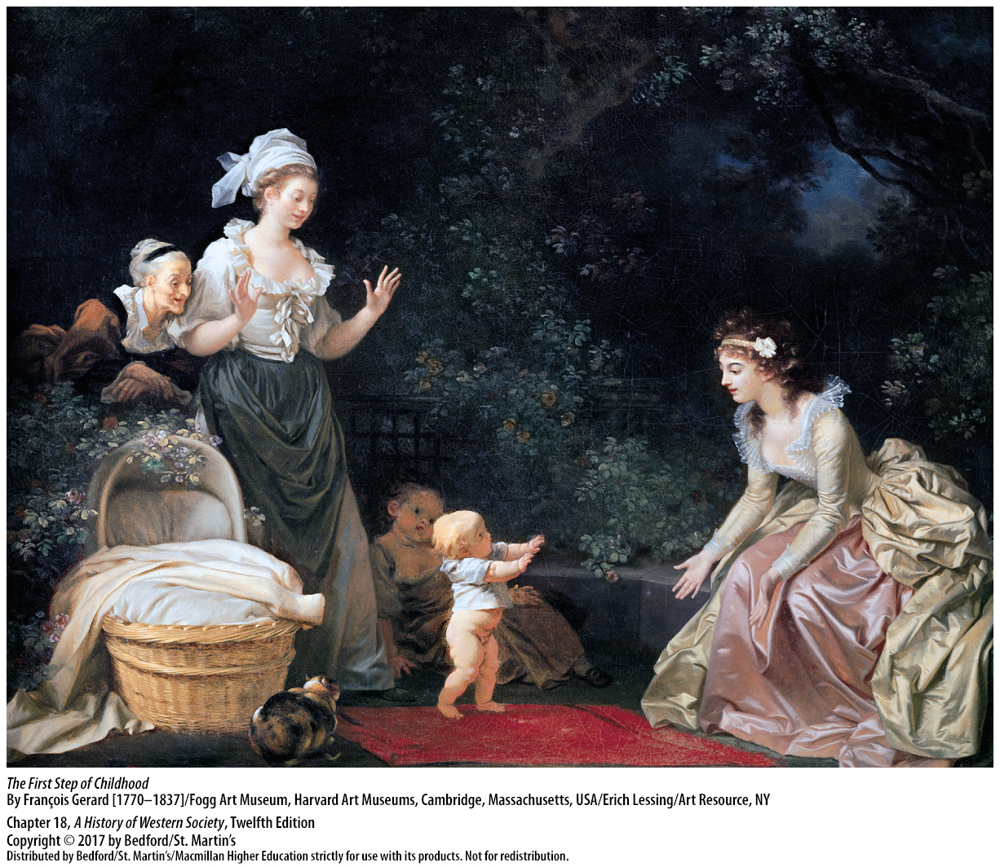 The First Step of Childhood
By François Gerard [1770–1837]/Fogg Art Museum, Harvard Art Museums, Cambridge, Massachusetts, USA/Erich Lessing/Art Resource, NY
Chapter 18, A History of Western Society, Twelfth Edition
Copyright © 2017 by Bedford/St. Martin’s
Distributed by Bedford/St. Martin’s/Macmillan Higher Education strictly for use with its products. Not for redistribution.